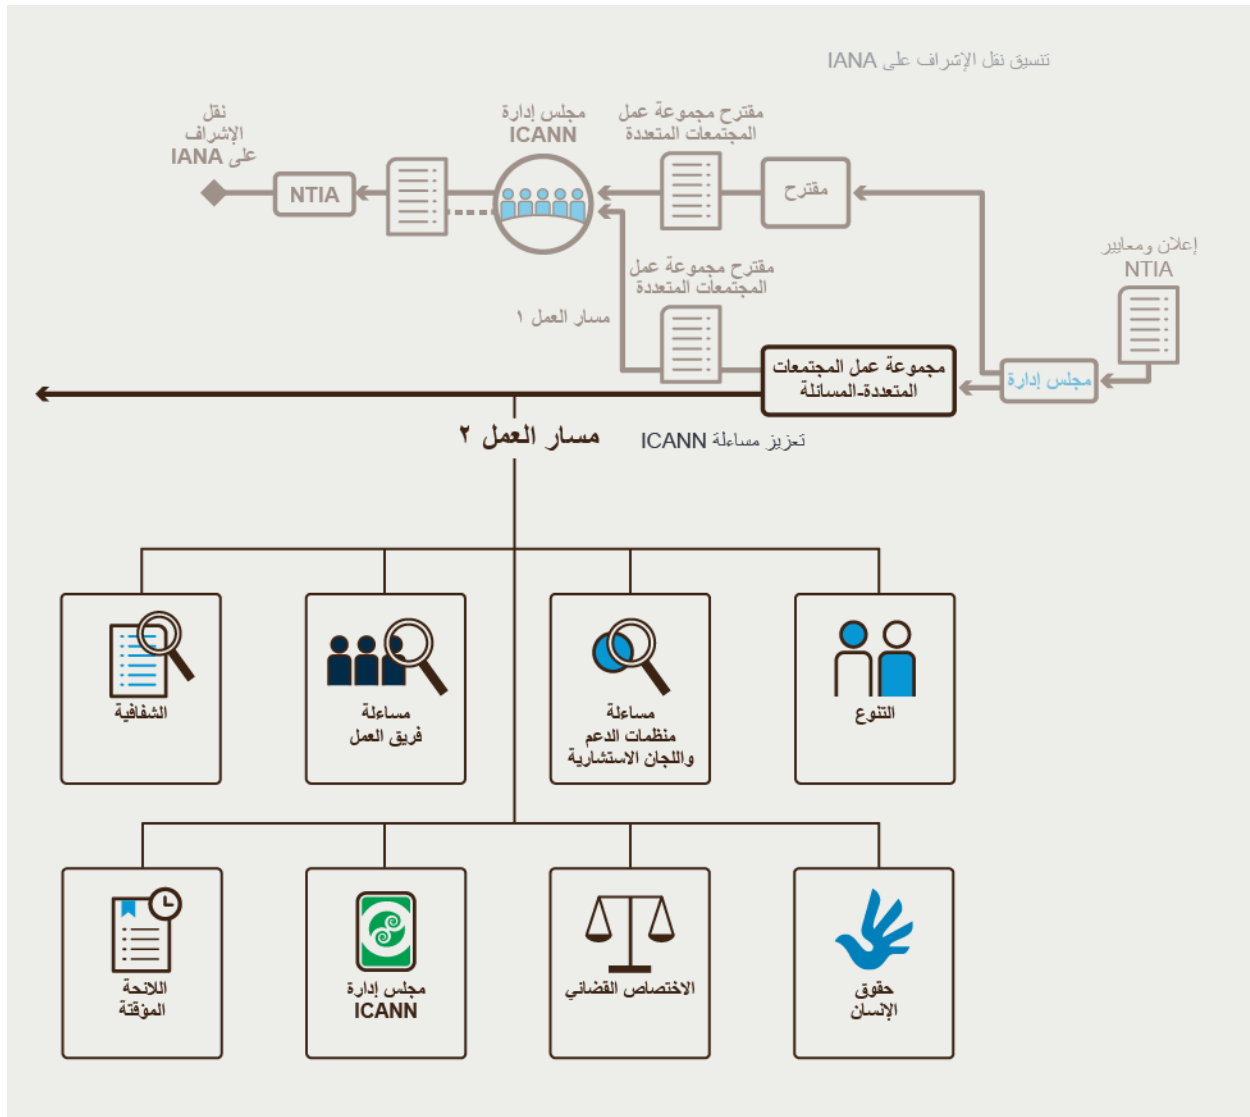 تنسيق نقل الإشراف على IANA
إعلان ومعايير
NTIA
مجلس إدارة
مقترح
مقترح مجموعة عمل
المجتمعات المتعددة
مجلس إدارة
ICANN
NTIA
نقل
الإشراف
على IANA
مقترح مجموعة عمل
المجتمعات المتعددة
مسار العمل ١
مجموعة عمل المجتمعات
المتعددة-المسائلة
تعزيز مساءلة ICANN
مسار العمل ٢
التنوع
مساءلة
منظمات الدعم
واللجان الاستشارية
مساءلة
فريق العمل
الشفافية
حقوق
الإنسان
الاختصاص القضائي
مجلس إدارة
ICANN
اللائحة
المؤقتة